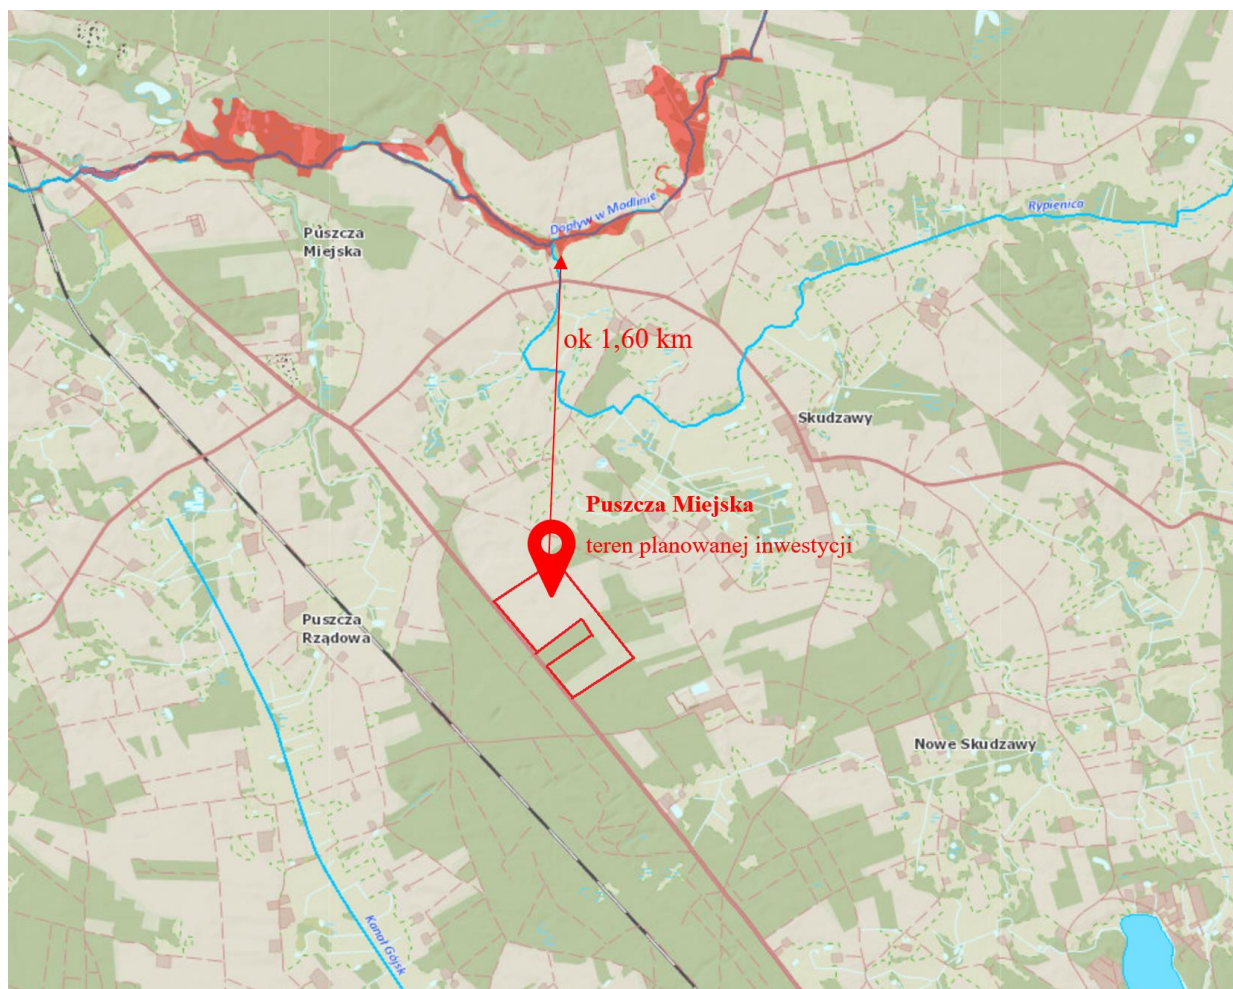 Dopływ w Modlinie
Rypienica
Puszcza
Miejska
ok 1,60 km
Skudzawy
Puszcza Miejska
teren planowanej inwestycji
Puszcza
Rządowa
Nowe Skudzawy
Kanał Gójsk